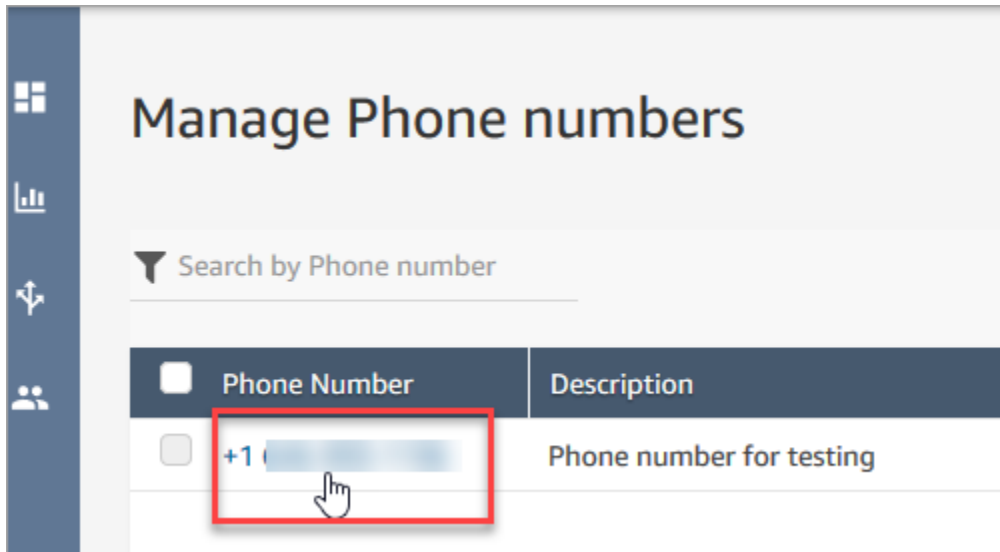 Manage Phone numbers
Search by Phone number
Phone Number Description
+1 Phone number for testing